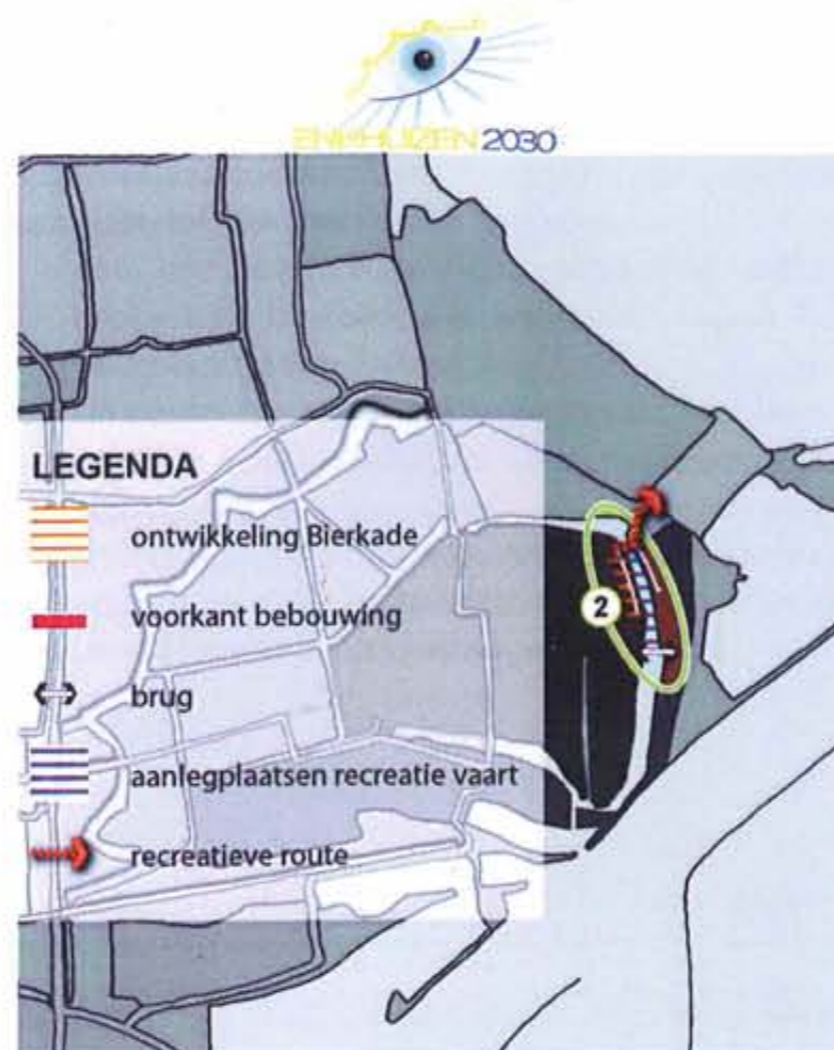 ENKHUIZEN 2030
LEGENDA
ontwikkeling Bierkade
voorkant bebouwing
brug
aanlegplaatsen recreatie vaart
recreatieve route
2